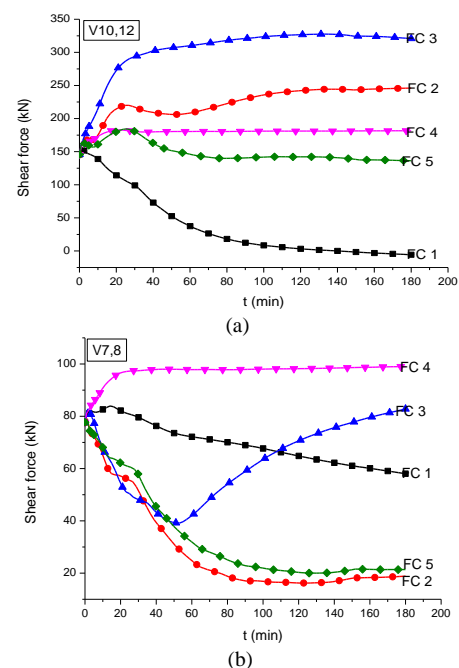 V10,12
350
300
250
200
150
100
50
0
Shear force (kN)
FC 3
FC 2
FC 4
FC 5
FC 1
0 20 40 60 80 100 120 140 160 180 200
t (min)
(a)
V7,8
100
80
60
40
20
Shear force (kN)
FC 4
FC 3
FC 1
FC 5
FC 2
0 20 40 60 80 100 120 140 160 180 200
t (min)
(b)